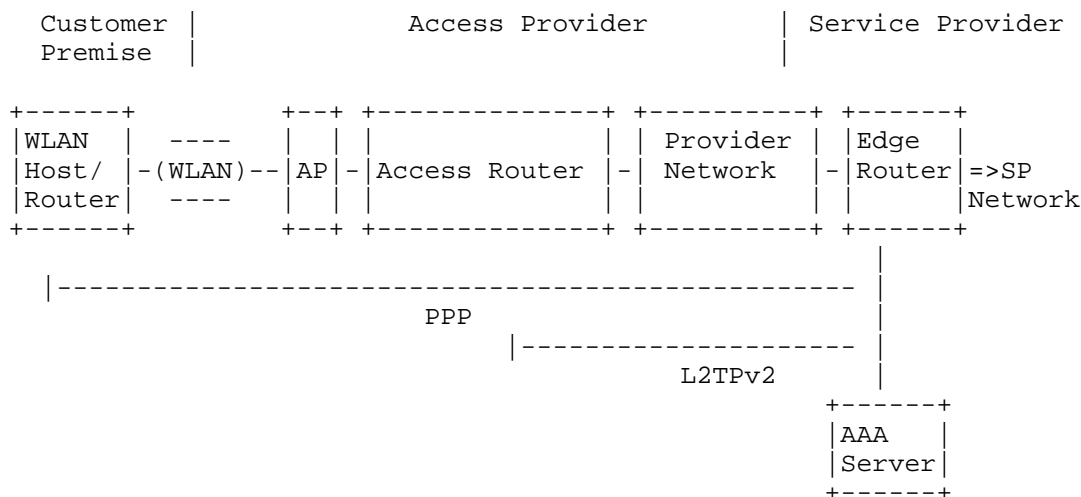 Customer | Access Provider | Service Provider
Premise | |
+------+ +--+ +--------------+ +----------+ +------+
|WLAN | ---- | | | | | Provider | |Edge |
|Host/ |-(WLAN)--|AP|-|Access Router |-| Network |-|Router|=>SP
|Router| ---- | | | | | | | |Network
+------+ +--+ +--------------+ +----------+ +------+
|
|-------------------------------------------------- |
PPP |
|--------------------- |
L2TPv2 |
+------+
|AAA |
|Server|
+------+